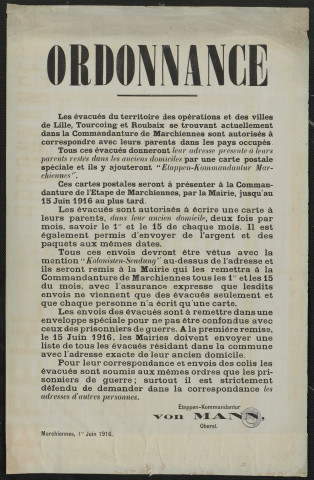 ORDONNANCE
Les évacués du territoire des opérations et des villes
de Lille, Tourcoing et Roubaix se trouvant actuellement
dans la Commandanture de Marchiennes sont autorisés à
correspondre avec leurs parents dans les pays occupés.
Tous ces évacués donneront leur adresse présente à leurs
parents restés dans les anciens domiciles par une carte postale
spéciale et ils y ajouteront "Etappen-Kommandantur Mar-
chiennes".
Ces cartes postales seront à présenter à la Comman-
danture de l'Etape de Marchiennes, par la Mairie, jusqu'au
15 Juin 1916 au plus tard.
Les évacués sont autorisés à écrire une carte à
leurs parents, dans leur ancien domicile, deux fois par
mois, savoir le 1er et le 15 de chaque mois. Il est
également permis d'envoyer de l'argent et des
paquets aux mêmes dates.
Tous ces envois devront être vêtus avec la
mention "Kolonisten-Sendung" au-dessus de l'adresse et
ils seront remis à la Mairie qui les remettra à la
Commandanture de Marchiennes tous les 1er et les 15
du mois, avec l'assurance expresse que lesdits
envois ne viennent que des évacués seulement et
que chaque personne n'a écrit qu'une carte.
Les envois des évacués sont à remettre dans une
enveloppe spéciale pour ne pas être confondus avec
ceux des prisonniers de guerre. A la première remise,
le 15 Juin 1916, les Mairies doivent envoyer une
liste de tous les évacués résidant dans la commune
avec l'adresse exacte de leur ancien domicile.
Pour leur correspondance et envois des colis les
évacués sont soumis aux mêmes ordres que les pri-
sonniers de guerre; surtout il est strictement
défendu de demander dans la correspondance les
adresses d'autres personnes.
Etappen-Kommandantur
von MANN,
Oberst.
Marchiennes, 1er Juin 1916.